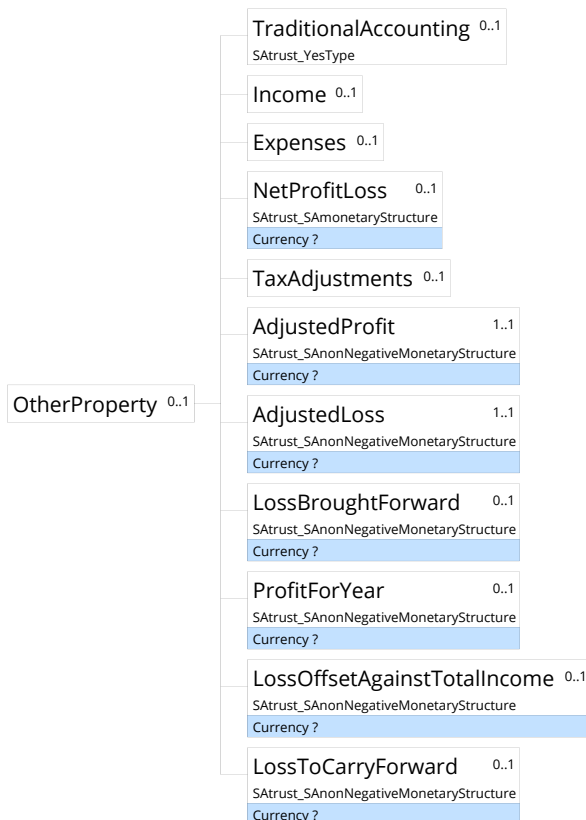 TraditionalAccounting 0..1
SAtrust_YesType
Income 0..1
Expenses 0..1
NetProfitLoss 0..1
SAtrust_SAmonetaryStructure
Currency ?
TaxAdjustments 0..1
AdjustedProfit 1..1
SAtrust_SAnonNegativeMonetaryStructure
Currency ?
OtherProperty 0..1
AdjustedLoss 1..1
SAtrust_SAnonNegativeMonetaryStructure
Currency ?
LossBroughtForward 0..1
SAtrust_SAnonNegativeMonetaryStructure
Currency ?
ProfitForYear 0..1
SAtrust_SAnonNegativeMonetaryStructure
Currency ?
LossOffsetAgainstTotalIncome 0..1
SAtrust_SAnonNegativeMonetaryStructure
Currency ?
LossToCarryForward 0..1
SAtrust_SAnonNegativeMonetaryStructure
Currency ?